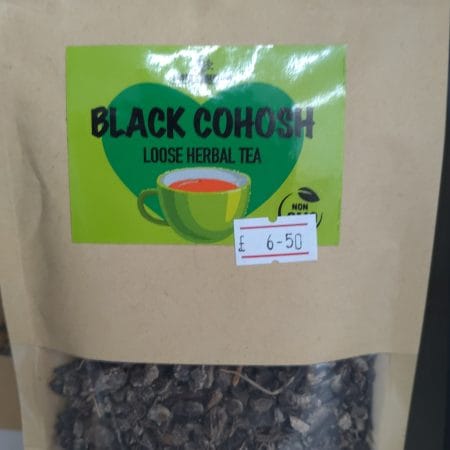 BLACK COHOSH
LOOSE HERBAL TEA
NON
£ 6-50